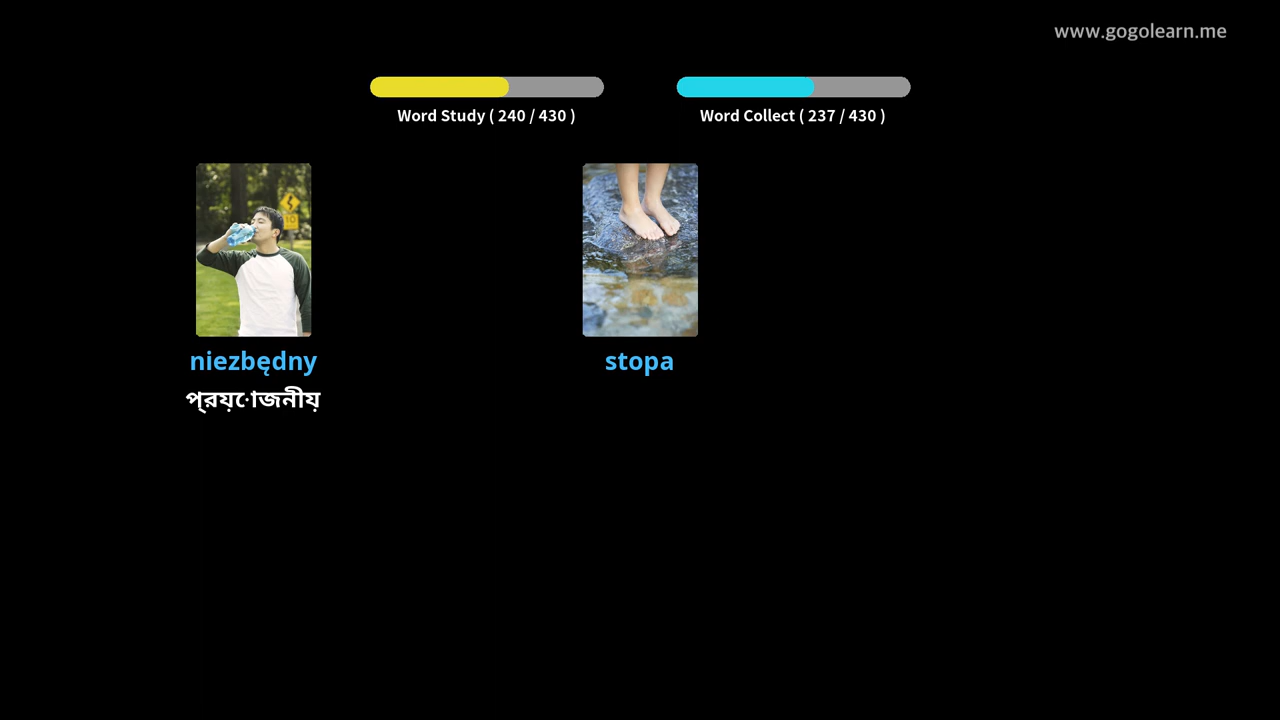 www.gogolearn.me
Word Study ( 240 / 430 )
Word Collect ( 237 / 430 )
niezbędny
প্রয়োজনীয়
stopa